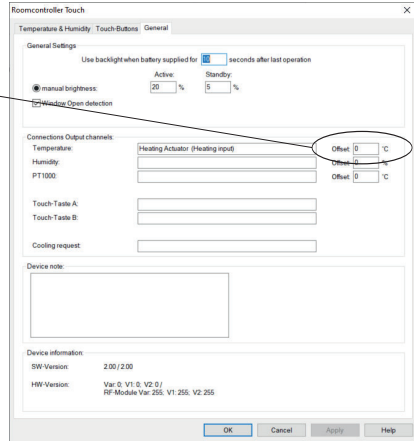 Roomcontroller Touch
Temperature & Humidity Touch-Buttons General
General Settings
Use backlight when battery supplied for 10 seconds after last operation
Active: Standby:
manual brightness: 20 % 5 %
Window Open detection
Connections Output channels:
Temperature: Heating Actuator (Heating input) Offset: 0 °C
Humidity: Offset: 0 %
PT1000: Offset: 0 °C
Touch-Taste A:
Touch-Taste B:
Cooling request:
Device note:
Device information:
SW-Version: 2.00 / 2.00
HW-Version: Var: 0; V1: 0; V2: 0 /
RF-Module Var: 255; V1: 255; V2: 255
OK Cancel Apply Help